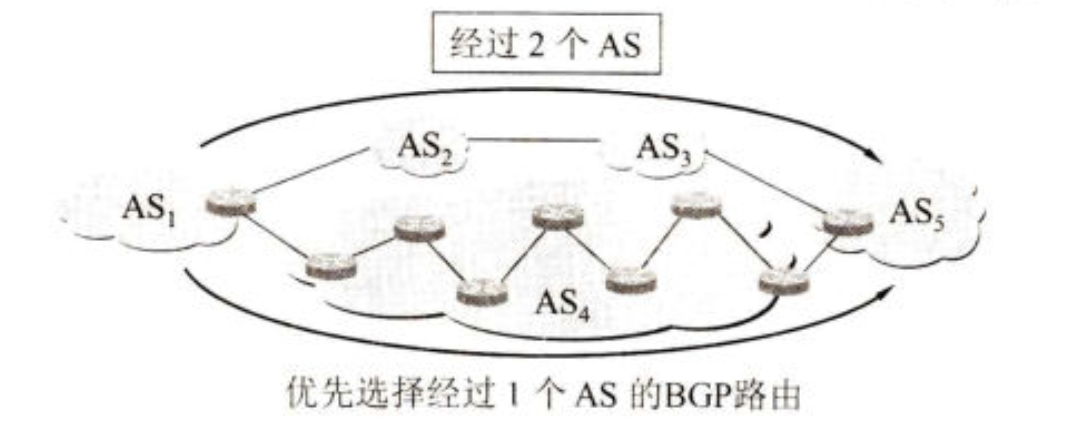 经过 2 个 AS
AS₂
AS₃
AS₁
AS₅
AS₄
优先选择经过 1 个 AS 的BGP路由